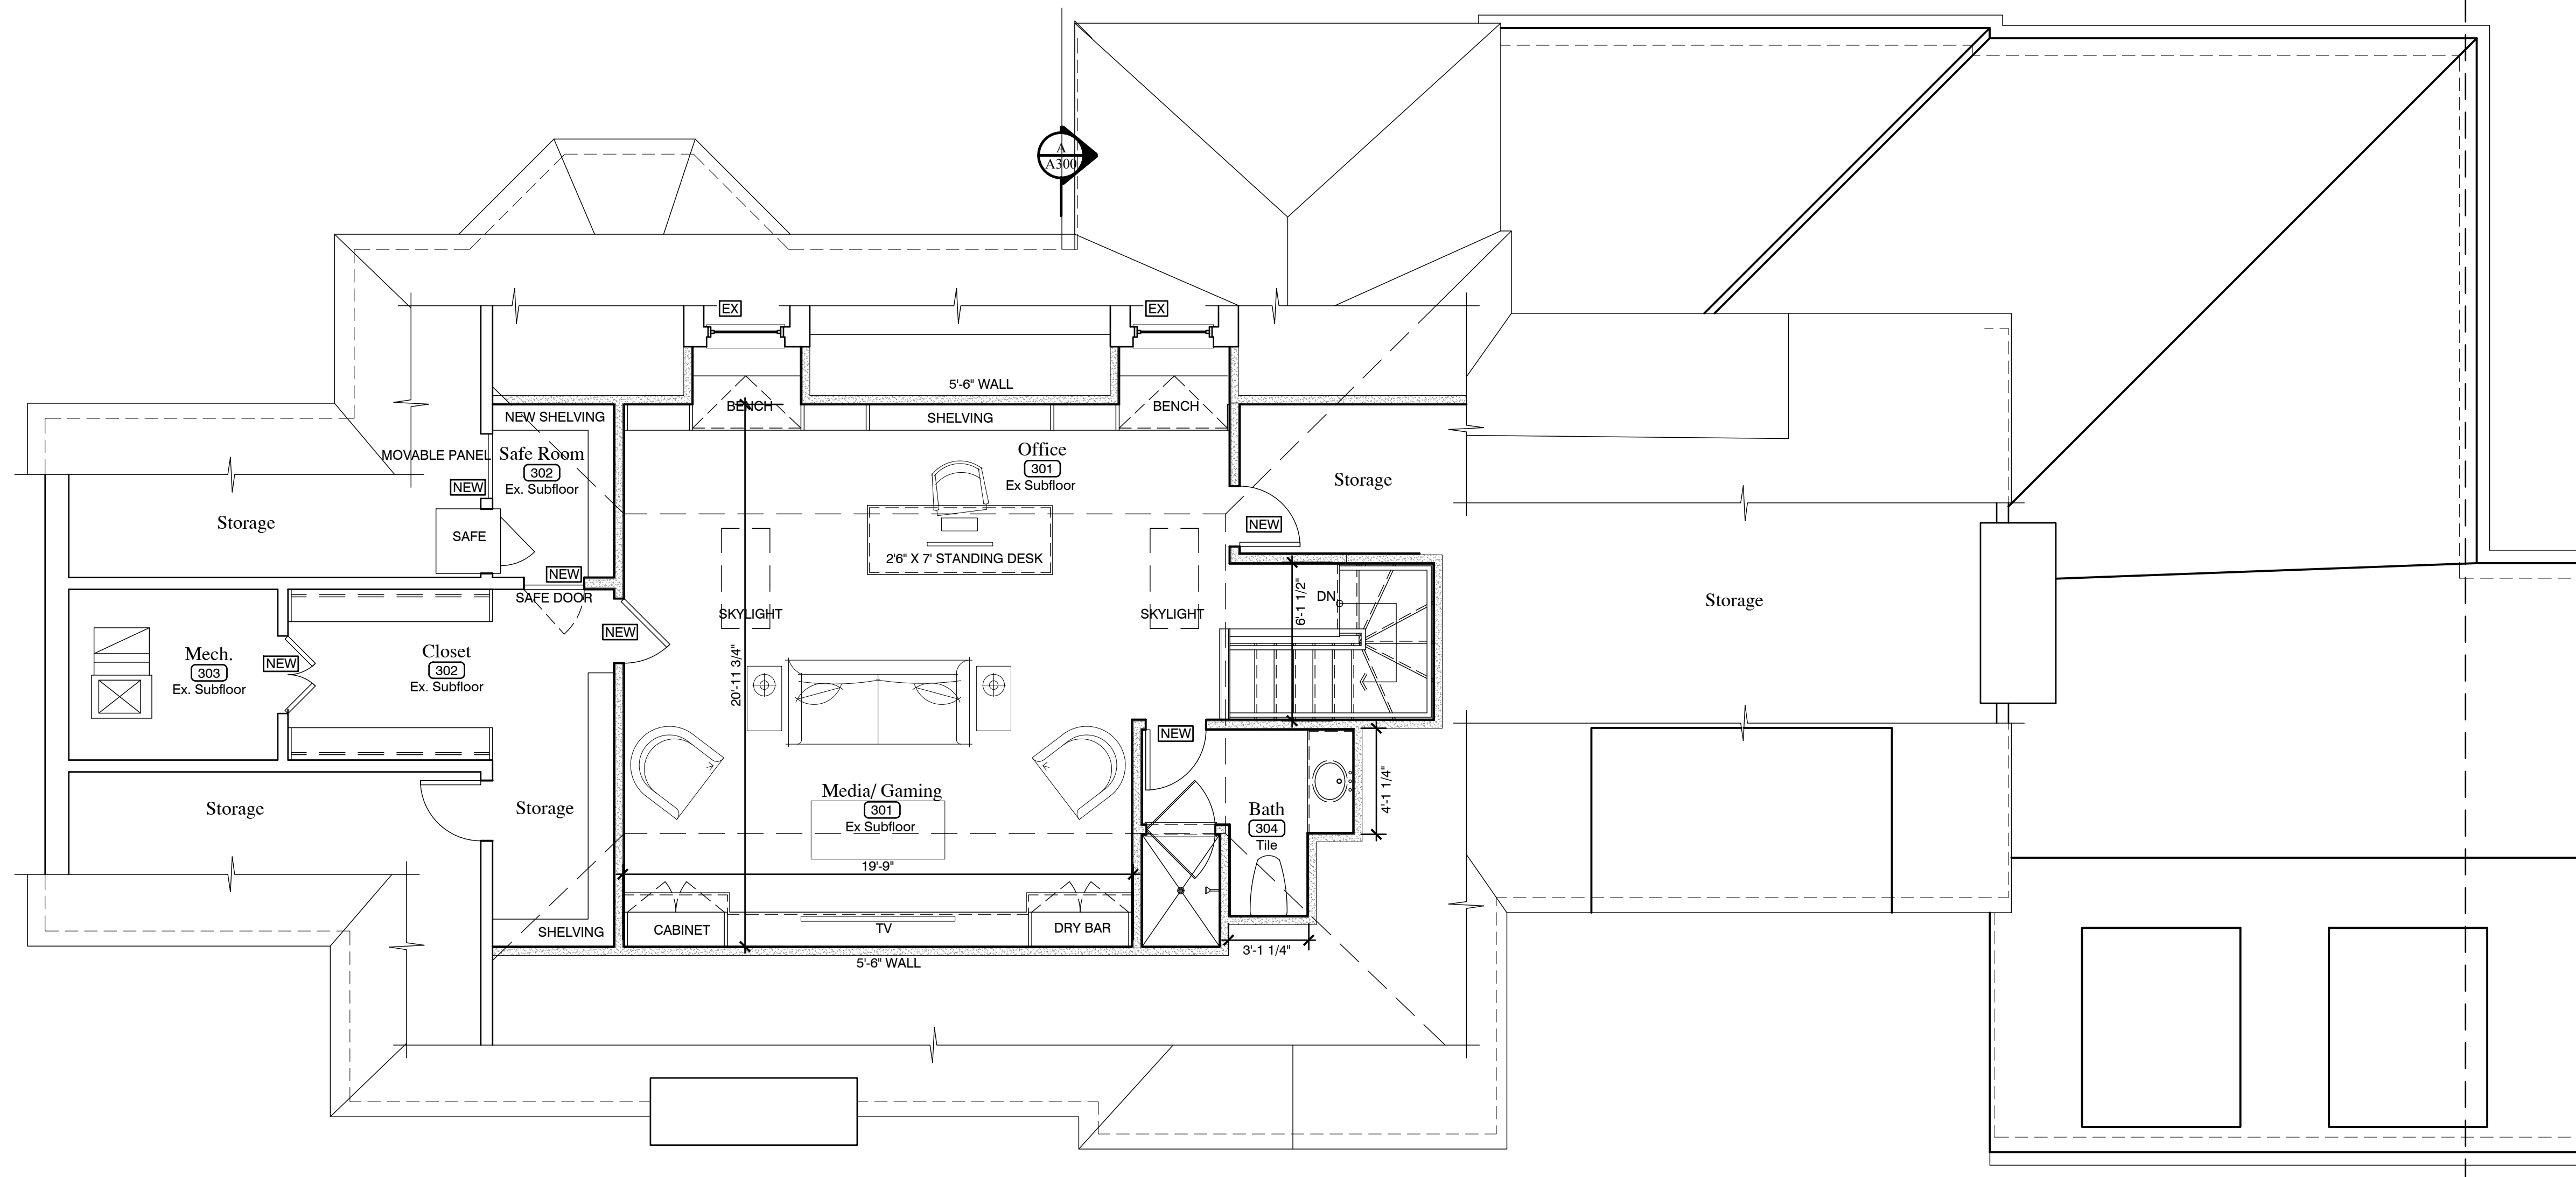 A
A300
EX
EX
5'-6" WALL
BENCH
BENCH
NEW SHELVING
SHELVING
MOVABLE PANEL
Safe Room
302
Ex. Subfloor
Office
301
Ex Subfloor
Storage
NEW
Storage
NEW
SAFE
2'6" X 7' STANDING DESK
NEW
SAFE DOOR
6'-1 1/2"
DN
Storage
SKYLIGHT
SKYLIGHT
NEW
Mech.
303
Ex. Subfloor
NEW
Closet
302
Ex. Subfloor
20'-11 3/4"
NEW
Media/ Gaming
301
Ex Subfloor
4'-1 1/4"
Storage
Storage
Bath
304
Tile
19'-9"
SHELVING
CABINET
TV
DRY BAR
3'-1 1/4"
5'-6" WALL